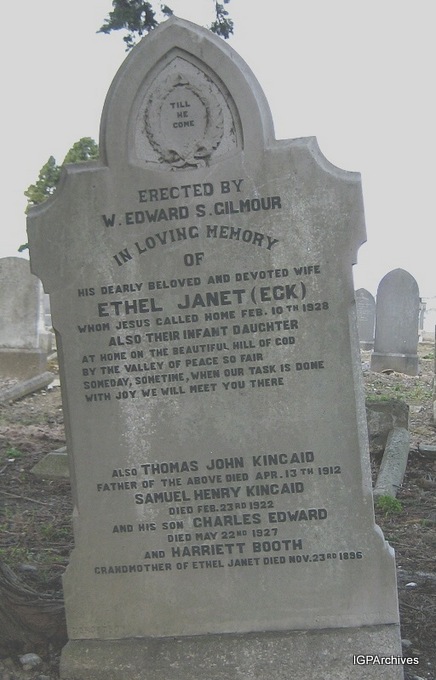 TILL
HE
COME
ERECTED BY
W. EDWARD S. GILMOUR
IN LOVING MEMORY
OF
HIS DEARLY BELOVED AND DEVOTED WIFE
ETHEL JANET (ECK)
WHOM JESUS CALLED HOME FEB. 10TH 1928
ALSO THEIR INFANT DAUGHTER
AT HOME ON THE BEAUTIFUL HILL OF GOD
BY THE VALLEY OF PEACE SO FAIR
SOMEDAY, SOMETIME, WHEN OUR TASK IS DONE
WITH JOY WE WILL MEET YOU THERE
ALSO THOMAS JOHN KINCAID
FATHER OF THE ABOVE DIED APR. 13TH 1912
SAMUEL HENRY KINCAID
DIED FEB. 23RD 1922
AND HIS SON CHARLES EDWARD
DIED MAY 22ND 1927
AND HARRIETT BOOTH
GRANDMOTHER OF ETHEL JANET DIED NOV. 23RD 1896
IGPArchives